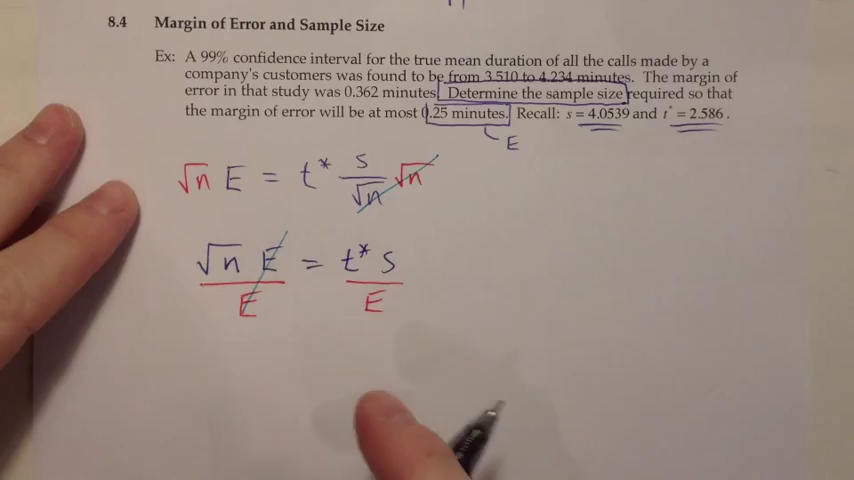 8.4 Margin of Error and Sample Size
Ex: A 99% confidence interval for the true mean duration of all the calls made by a
company's customers was found to be from 3.510 to 4.234 minutes. The margin of
error in that study was 0.362 minutes. Determine the sample size required so that
the margin of error will be at most 0.25 minutes. Recall: s = 4.0539 and t* = 2.586.
E
√n E = t* s/√n √n
√n E / E = t* s / E